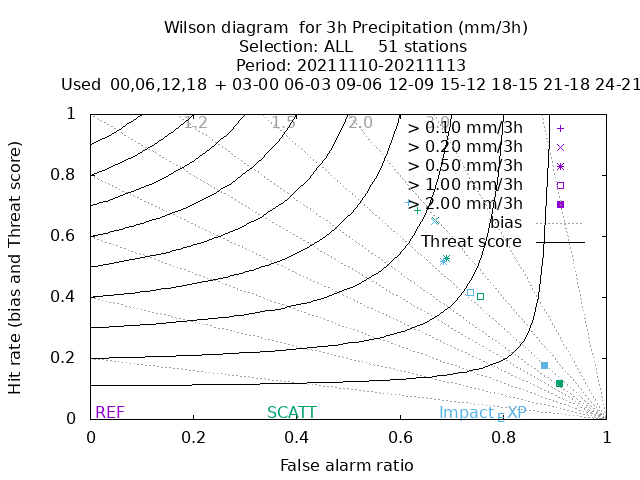 Wilson diagram  for 3h Precipitation (mm/3h)
Selection: ALL     51 stations
Period: 20211110-20211113
Used  00,06,12,18  + 03-00 06-03 09-06 12-09 15-12 18-15 21-18 24-21
1.2 1.5 2.0 3.0
> 0.10 mm/3h
> 0.20 mm/3h
> 0.50 mm/3h
> 1.00 mm/3h
> 2.00 mm/3h
bias
Threat score
Hit rate (bias and Threat score)
1
0.8
0.6
0.4
0.2
0
REF SCATT Impact_EXP
0 0.2 0.4 0.6 0.8 1
False alarm ratio